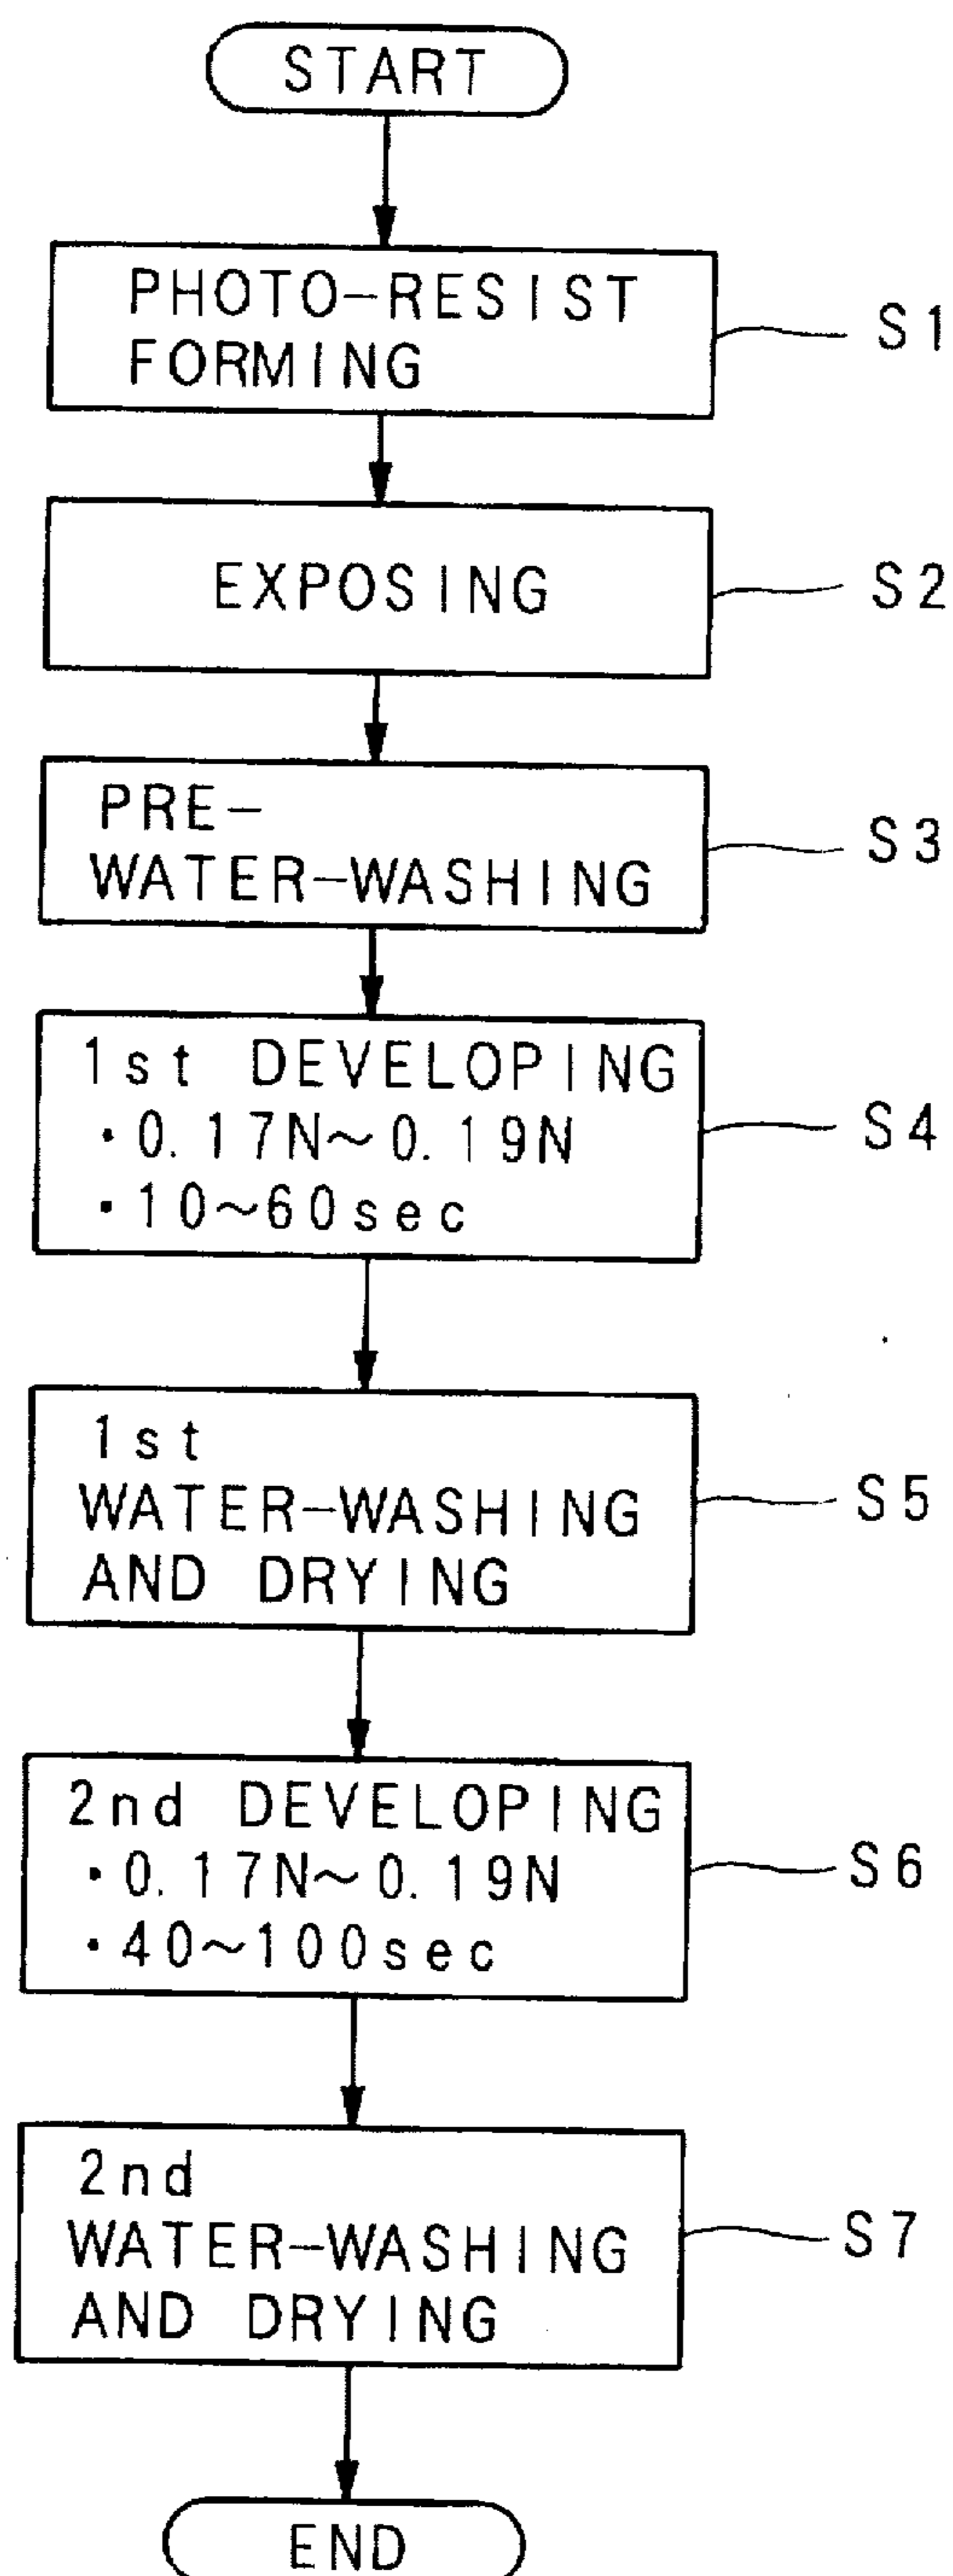 START
PHOTO-RESIST
FORMING
S1
EXPOSING
S2
PRE-
WATER-WASHING
S3
1st DEVELOPING
・0.17N~0.19N
・10~60sec
S4
1st
WATER-WASHING
AND DRYING
S5
2nd DEVELOPING
・0.17N~0.19N
・40~100sec
S6
2nd
WATER-WASHING
AND DRYING
S7
END